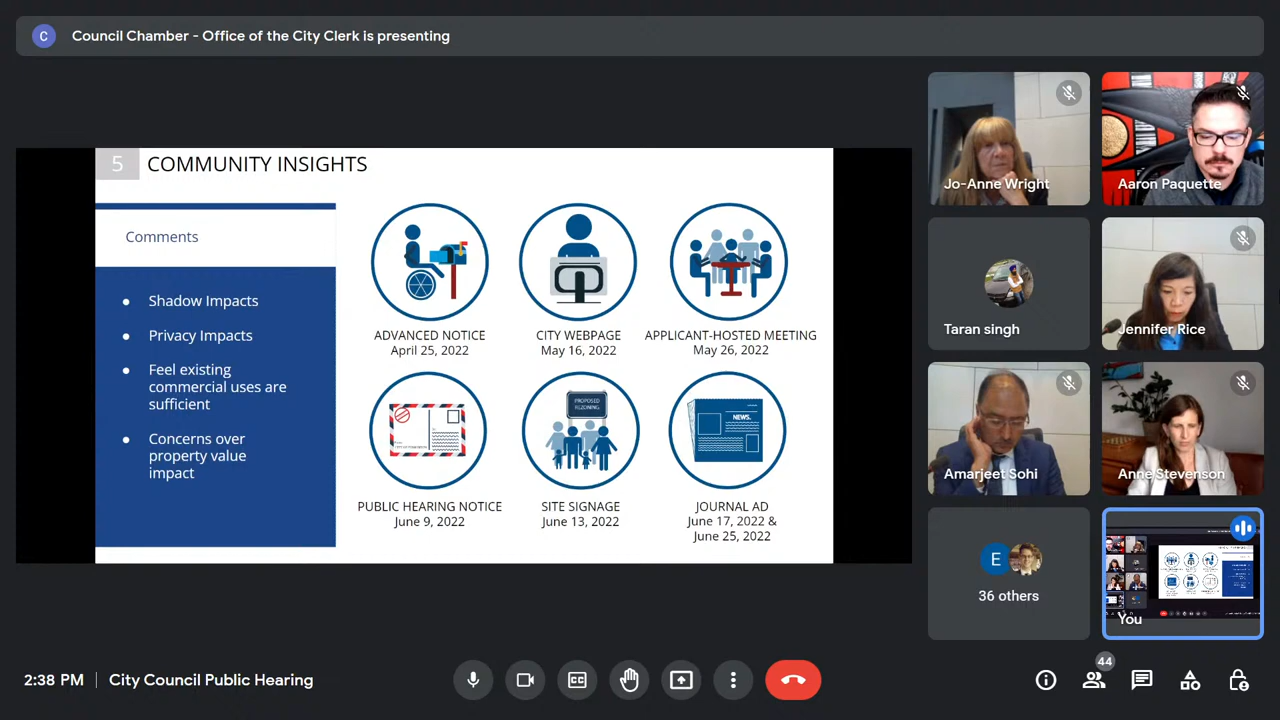 C
Council Chamber - Office of the City Clerk is presenting
5 COMMUNITY INSIGHTS
Comments
● Shadow Impacts
● Privacy Impacts
● Feel existing
commercial uses are
sufficient
● Concerns over
property value
impact
ADVANCED NOTICE
April 25, 2022
CITY WEBPAGE
May 16, 2022
APPLICANT-HOSTED MEETING
May 26, 2022
PROPOSED
REZONING
NEWS.
PUBLIC HEARING NOTICE
June 9, 2022
SITE SIGNAGE
June 13, 2022
JOURNAL AD
June 17, 2022 &
June 25, 2022
Jo-Anne Wright
Aaron Paquette
Taran singh
Jennifer Rice
Amarjeet Sohi
Anne Stevenson
E
36 others
You
2:38 PM | City Council Public Hearing
44